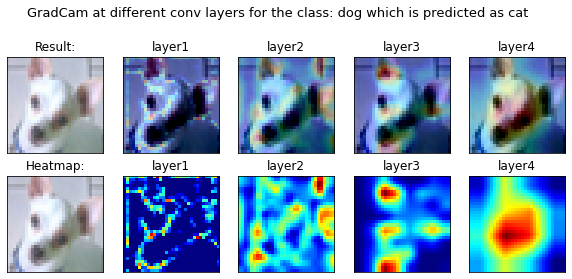 GradCam at different conv layers for the class: dog which is predicted as cat
Result: layer1 layer2 layer3 layer4
Heatmap: layer1 layer2 layer3 layer4